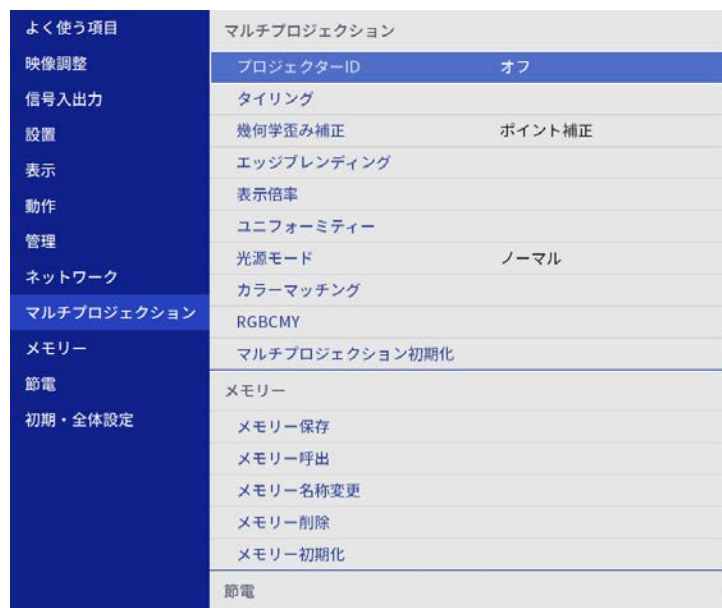 よく使う項目
映像調整
信号入出力
設置
表示
動作
管理
ネットワーク
マルチプロジェクション
メモリー
節電
初期・全体設定
マルチプロジェクション
プロジェクターID オフ
タイリング
幾何学歪み補正 ポイント補正
エッジブレンディング
表示倍率
ユニフォーミティー
光源モード ノーマル
カラーマッチング
RGBCMY
マルチプロジェクション初期化
メモリー
メモリー保存
メモリー呼出
メモリー名称変更
メモリー削除
メモリー初期化
節電